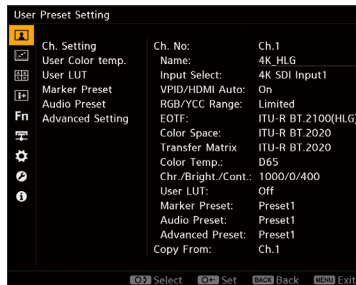 User Preset Setting
Ch. Setting
User Color temp.
User LUT
Marker Preset
Audio Preset
Advanced Setting
Fn
Ch. No: Ch.1
Name: 4K_HLG
Input Select: 4K SDI Input1
VPID/HDMI Auto: On
RGB/YCC Range: Limited
EOTF: ITU-R BT.2100(HLG)
Color Space: ITU-R BT.2020
Transfer Matrix ITU-R BT.2020
Color Temp.: D65
Chr./Bright./Cont.: 1000/0/400
User LUT: Off
Marker Preset: Preset1
Audio Preset: Preset1
Advanced Preset: Preset1
Copy From: Ch.1
Select Set BACK Back MENU Exit